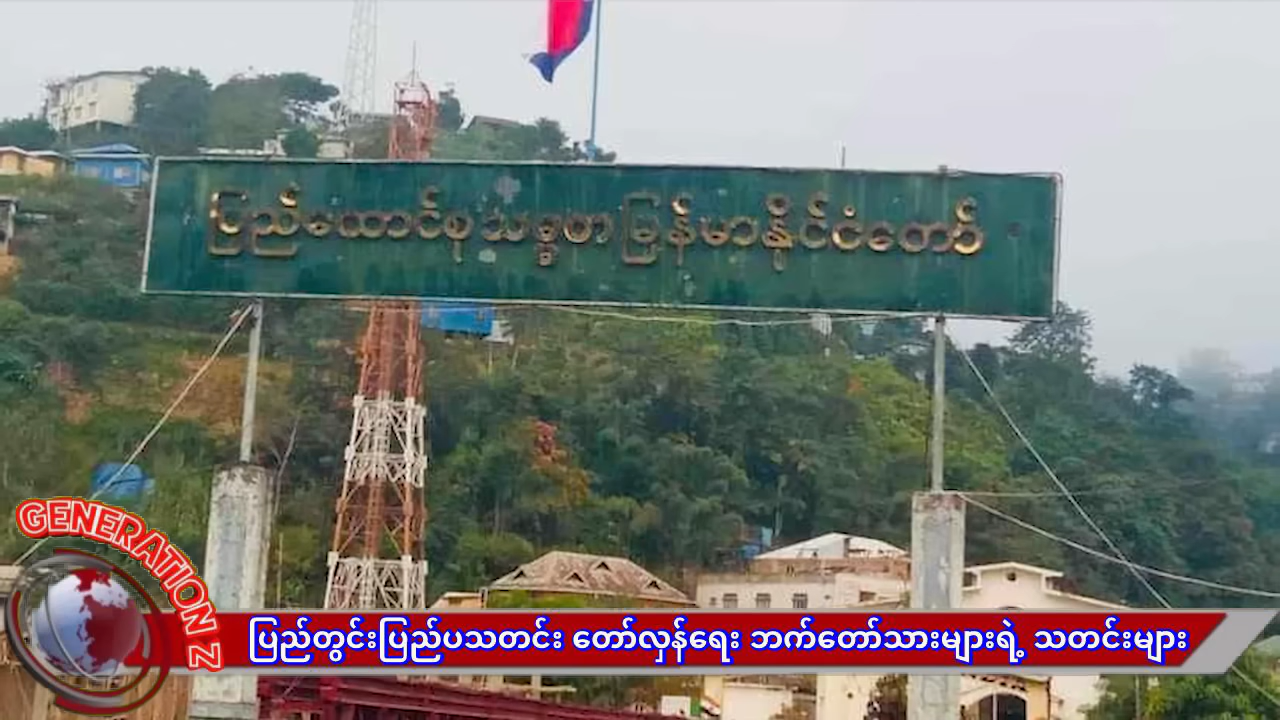 ပြည်ထောင်စု သမ္မတ မြန်မာနိုင်ငံတော်
GENERATION Z
ပြည်တွင်းပြည်ပသတင်း တော်လှန်ရေး ဘက်တော်သားများရဲ့ သတင်းများ